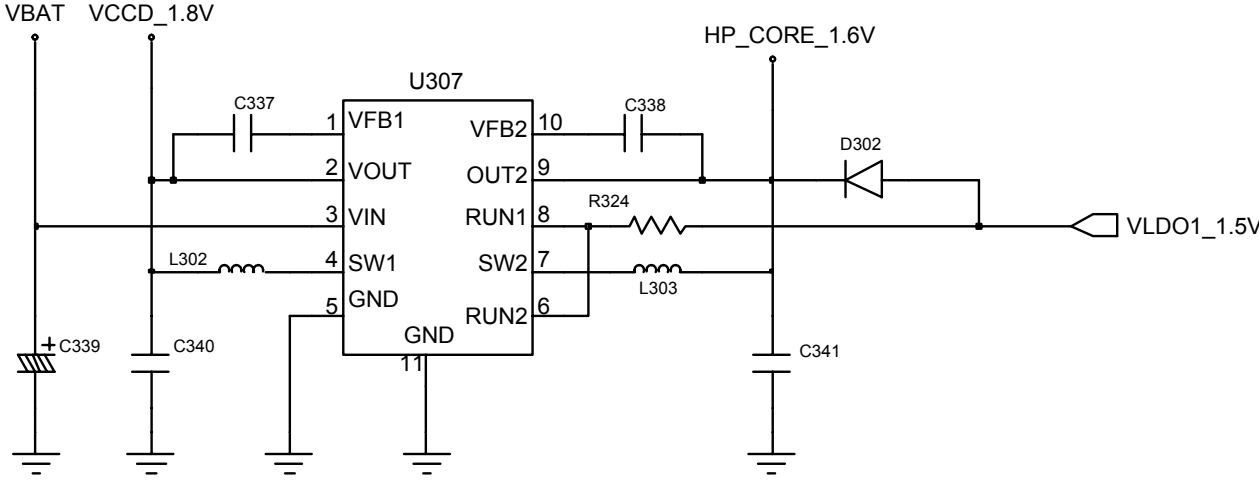 VBAT VCCD_1.8V
HP_CORE_1.6V
U307
C337
C338
1 VFB1
VFB2 10
D302
2 VOUT
OUT2 9
R324
3 VIN
RUN1 8
VLDO1_1.5V
L302
4 SW1
SW2 7
L303
5 GND
RUN2 6
GND
11
+ C339
C340
C341